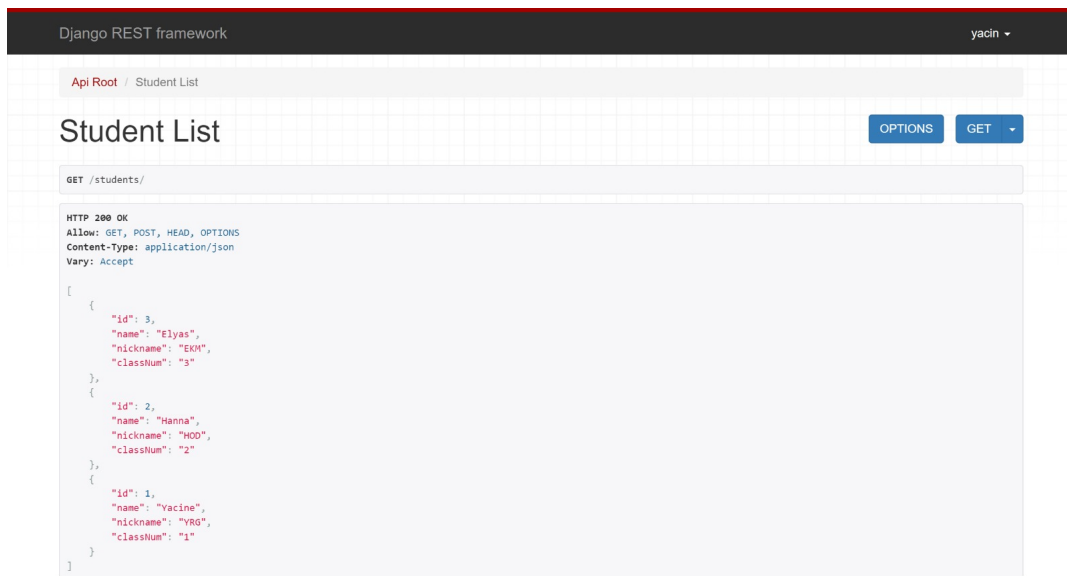 Django REST framework
yacin
Api Root / Student List
Student List
OPTIONS
GET
GET /students/
HTTP 200 OK
Allow: GET, POST, HEAD, OPTIONS
Content-Type: application/json
Vary: Accept
[
    {
        "id": 3,
        "name": "Elyas",
        "nickname": "EKM",
        "classNum": "3"
    },
    {
        "id": 2,
        "name": "Hanna",
        "nickname": "HOD",
        "classNum": "2"
    },
    {
        "id": 1,
        "name": "Yacine",
        "nickname": "YRG",
        "classNum": "1"
    }
]